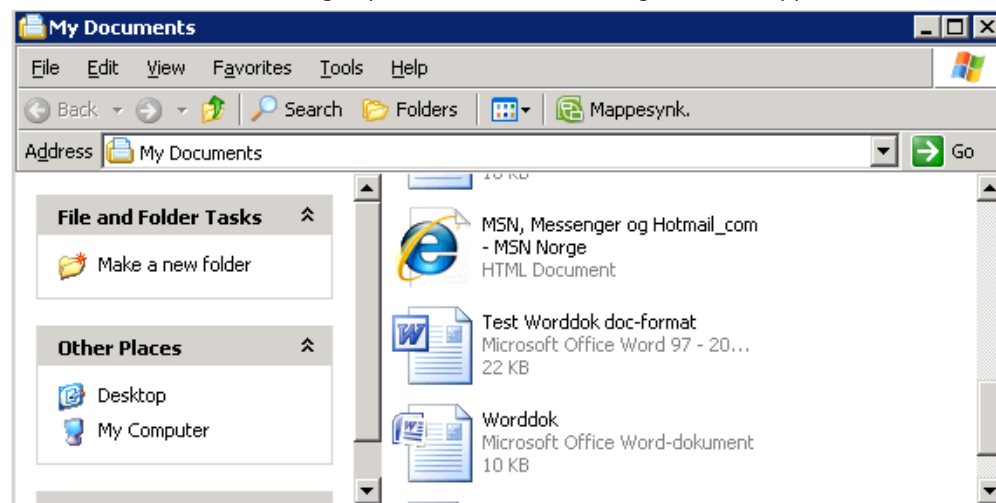 My Documents
File Edit View Favorites Tools Help
Back Search Folders Mappesynk.
Address My Documents Go
File and Folder Tasks
Make a new folder
Other Places
Desktop
My Computer
MSN, Messenger og Hotmail_com
- MSN Norge
HTML Document
Test Worddok doc-format
Microsoft Office Word 97 - 20...
22 KB
Worddok
Microsoft Office Word-dokument
10 KB